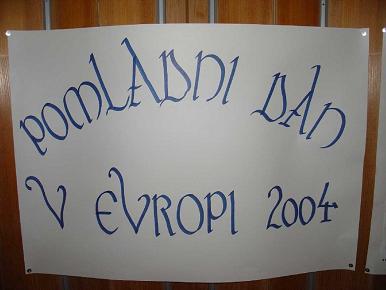 POMLADNI DAN
V EVROPI 2004